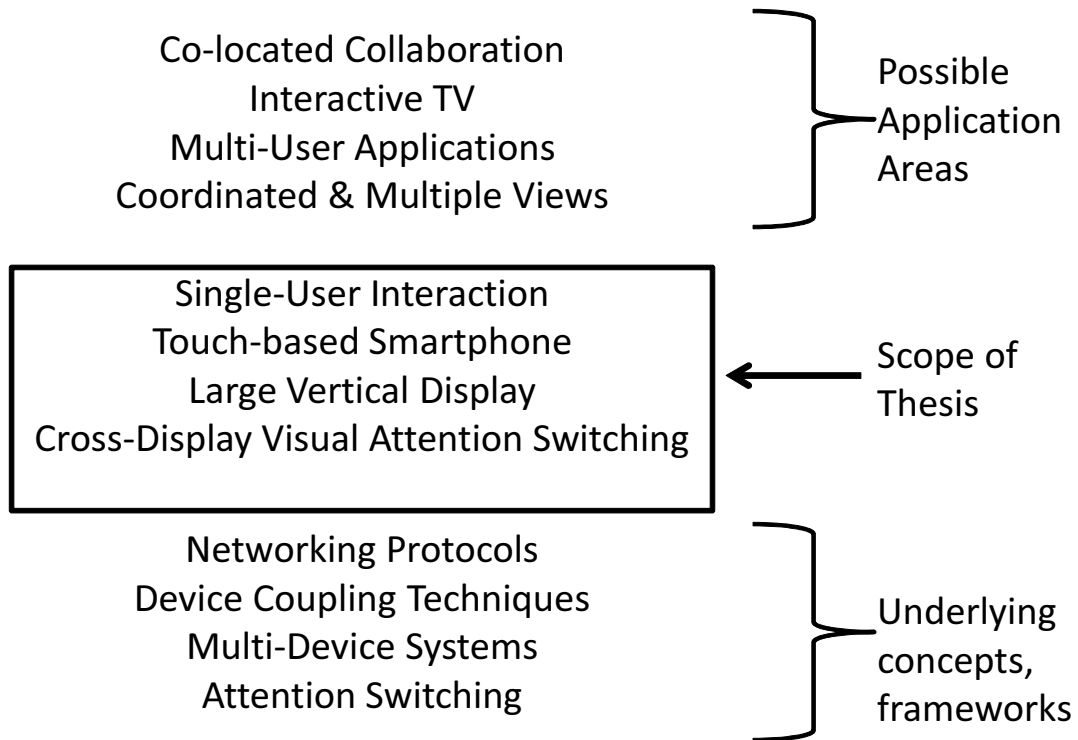 Co-located Collaboration
Interactive TV
Multi-User Applications
Coordinated & Multiple Views
Possible
Application
Areas
Single-User Interaction
Touch-based Smartphone
Large Vertical Display
Cross-Display Visual Attention Switching
Scope of
Thesis
Networking Protocols
Device Coupling Techniques
Multi-Device Systems
Attention Switching
Underlying
concepts,
frameworks